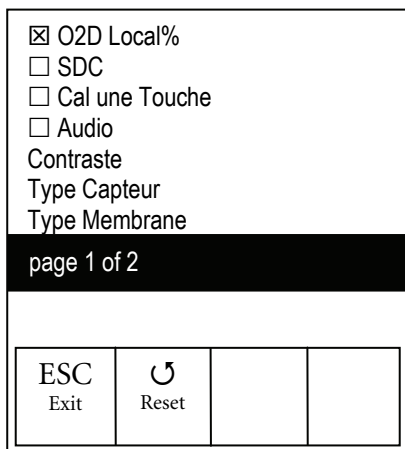 ☒ O2D Local%
☐ SDC
☐ Cal une Touche
☐ Audio
Contraste
Type Capteur
Type Membrane
page 1 of 2
ESC
Exit
↺
Reset